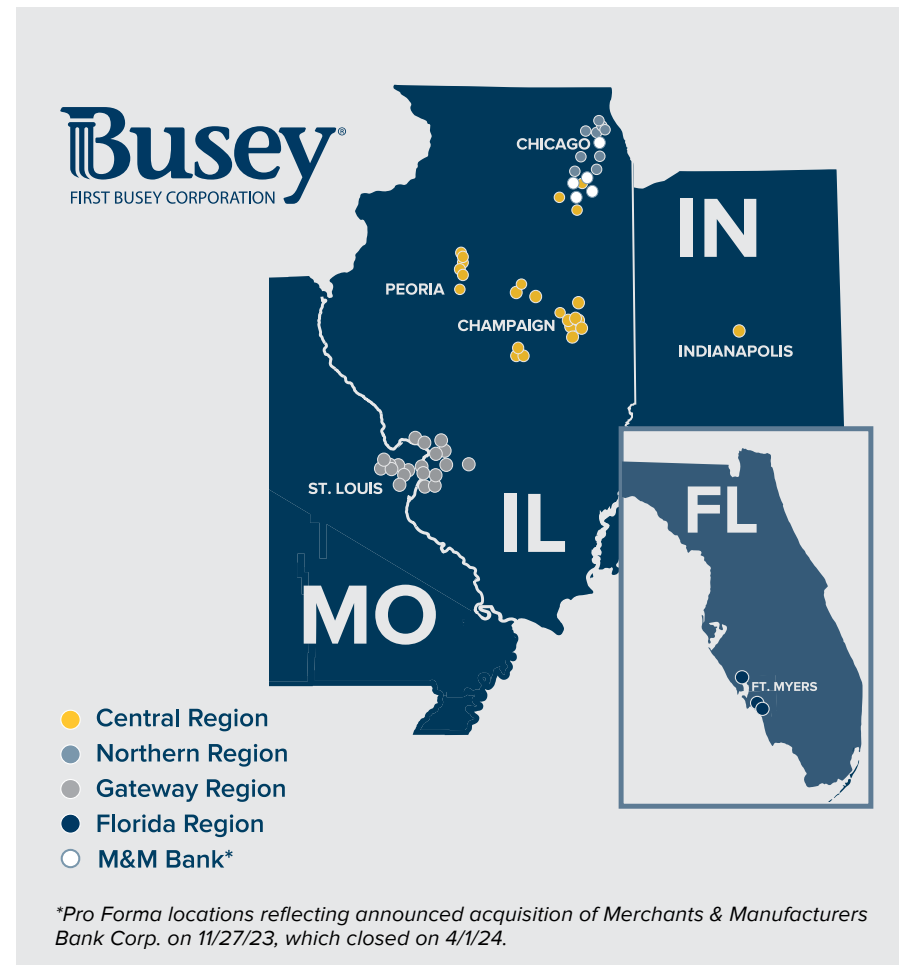 Busey®
FIRST BUSEY CORPORATION
CHICAGO
IN
PEORIA
CHAMPAIGN
INDIANAPOLIS
ST. LOUIS
IL
FL
MO
FT. MYERS
Central Region
Northern Region
Gateway Region
Florida Region
M&M Bank*
*Pro Forma locations reflecting announced acquisition of Merchants & Manufacturers
Bank Corp. on 11/27/23, which closed on 4/1/24.